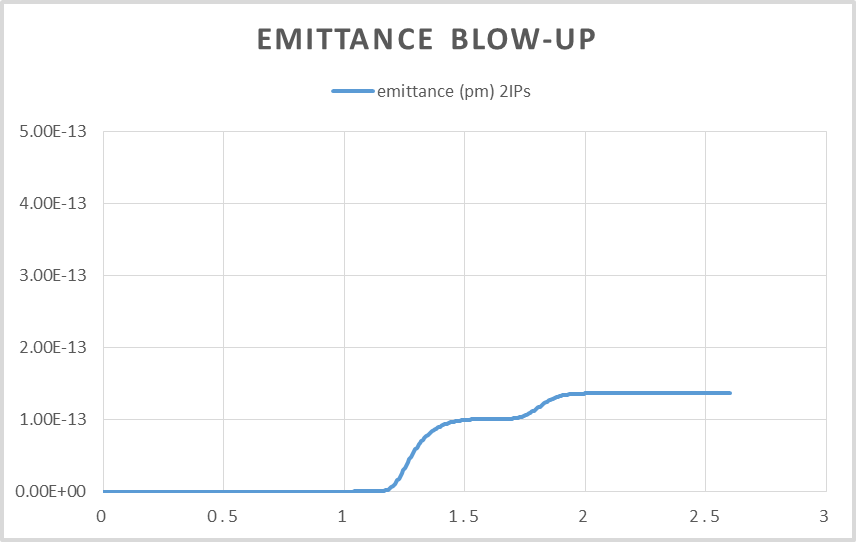 EMITTANCE BLOW-UP
emittance (pm) 2IPs
5.00E-13
4.00E-13
3.00E-13
2.00E-13
1.00E-13
0.00E+00
0 0.5 1 1.5 2 2.5 3